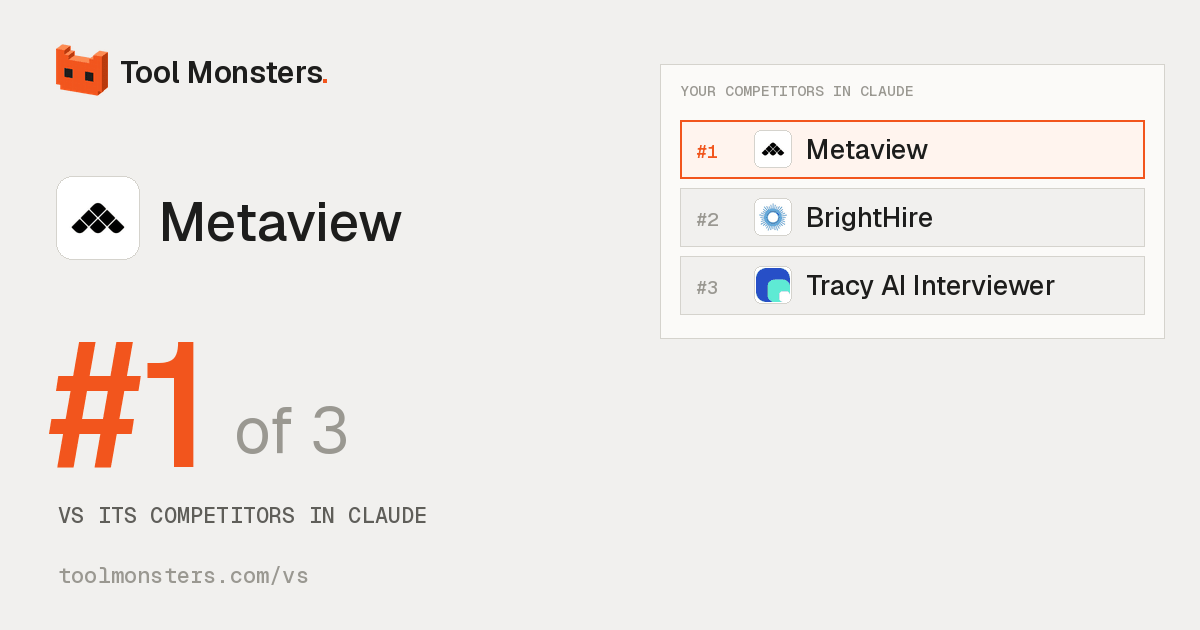 Tool Monsters.
Metaview
#1 of 3
VS ITS COMPETITORS IN CLAUDE
toolmonsters.com/vs
YOUR COMPETITORS IN CLAUDE
#1 Metaview
#2 BrightHire
#3 Tracy AI Interviewer